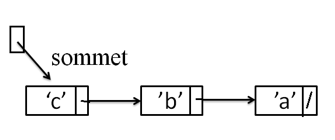 sommet
‘c’ ’b’ ’a’ /